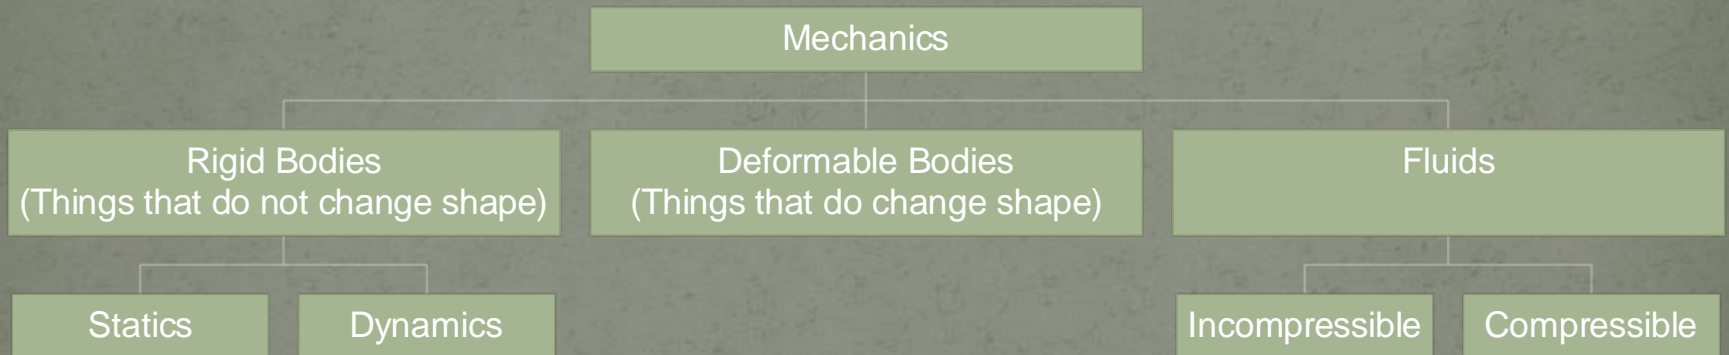 Mechanics
Rigid Bodies
(Things that do not change shape)
Deformable Bodies
(Things that do change shape)
Fluids
Statics
Dynamics
Incompressible
Compressible